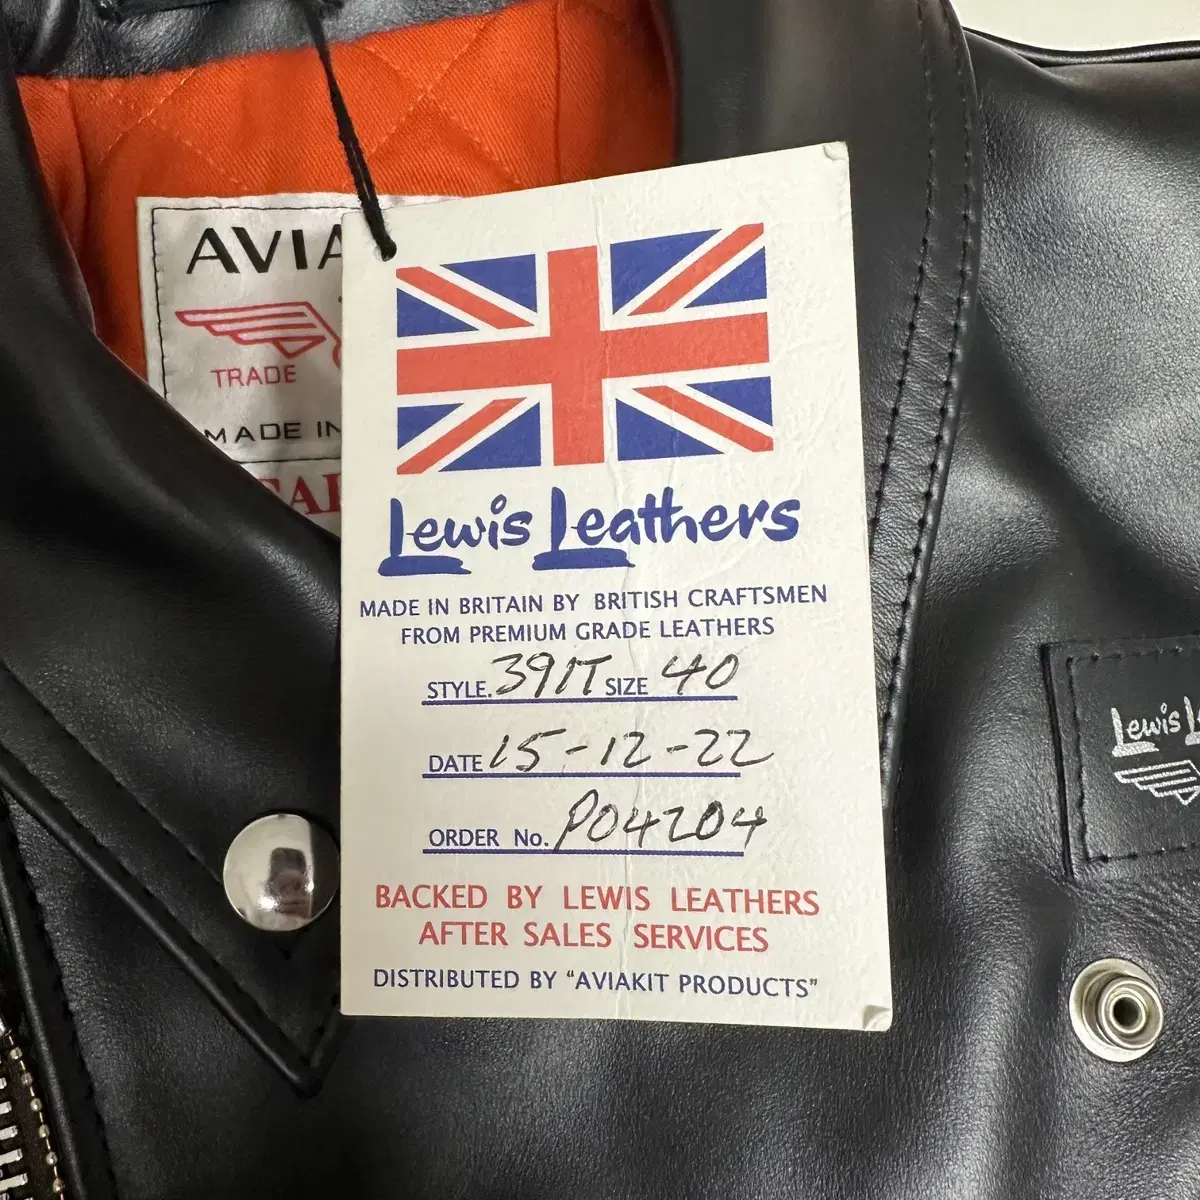 AVIA
TRADE
MADE IN
Lewis Leathers
MADE IN BRITAIN BY BRITISH CRAFTSMEN
FROM PREMIUM GRADE LEATHERS
STYLE. 391T SIZE 40
DATE 15-12-22
ORDER No. P04204
BACKED BY LEWIS LEATHERS
AFTER SALES SERVICES
DISTRIBUTED BY “AVIAKIT PRODUCTS”
Lewis